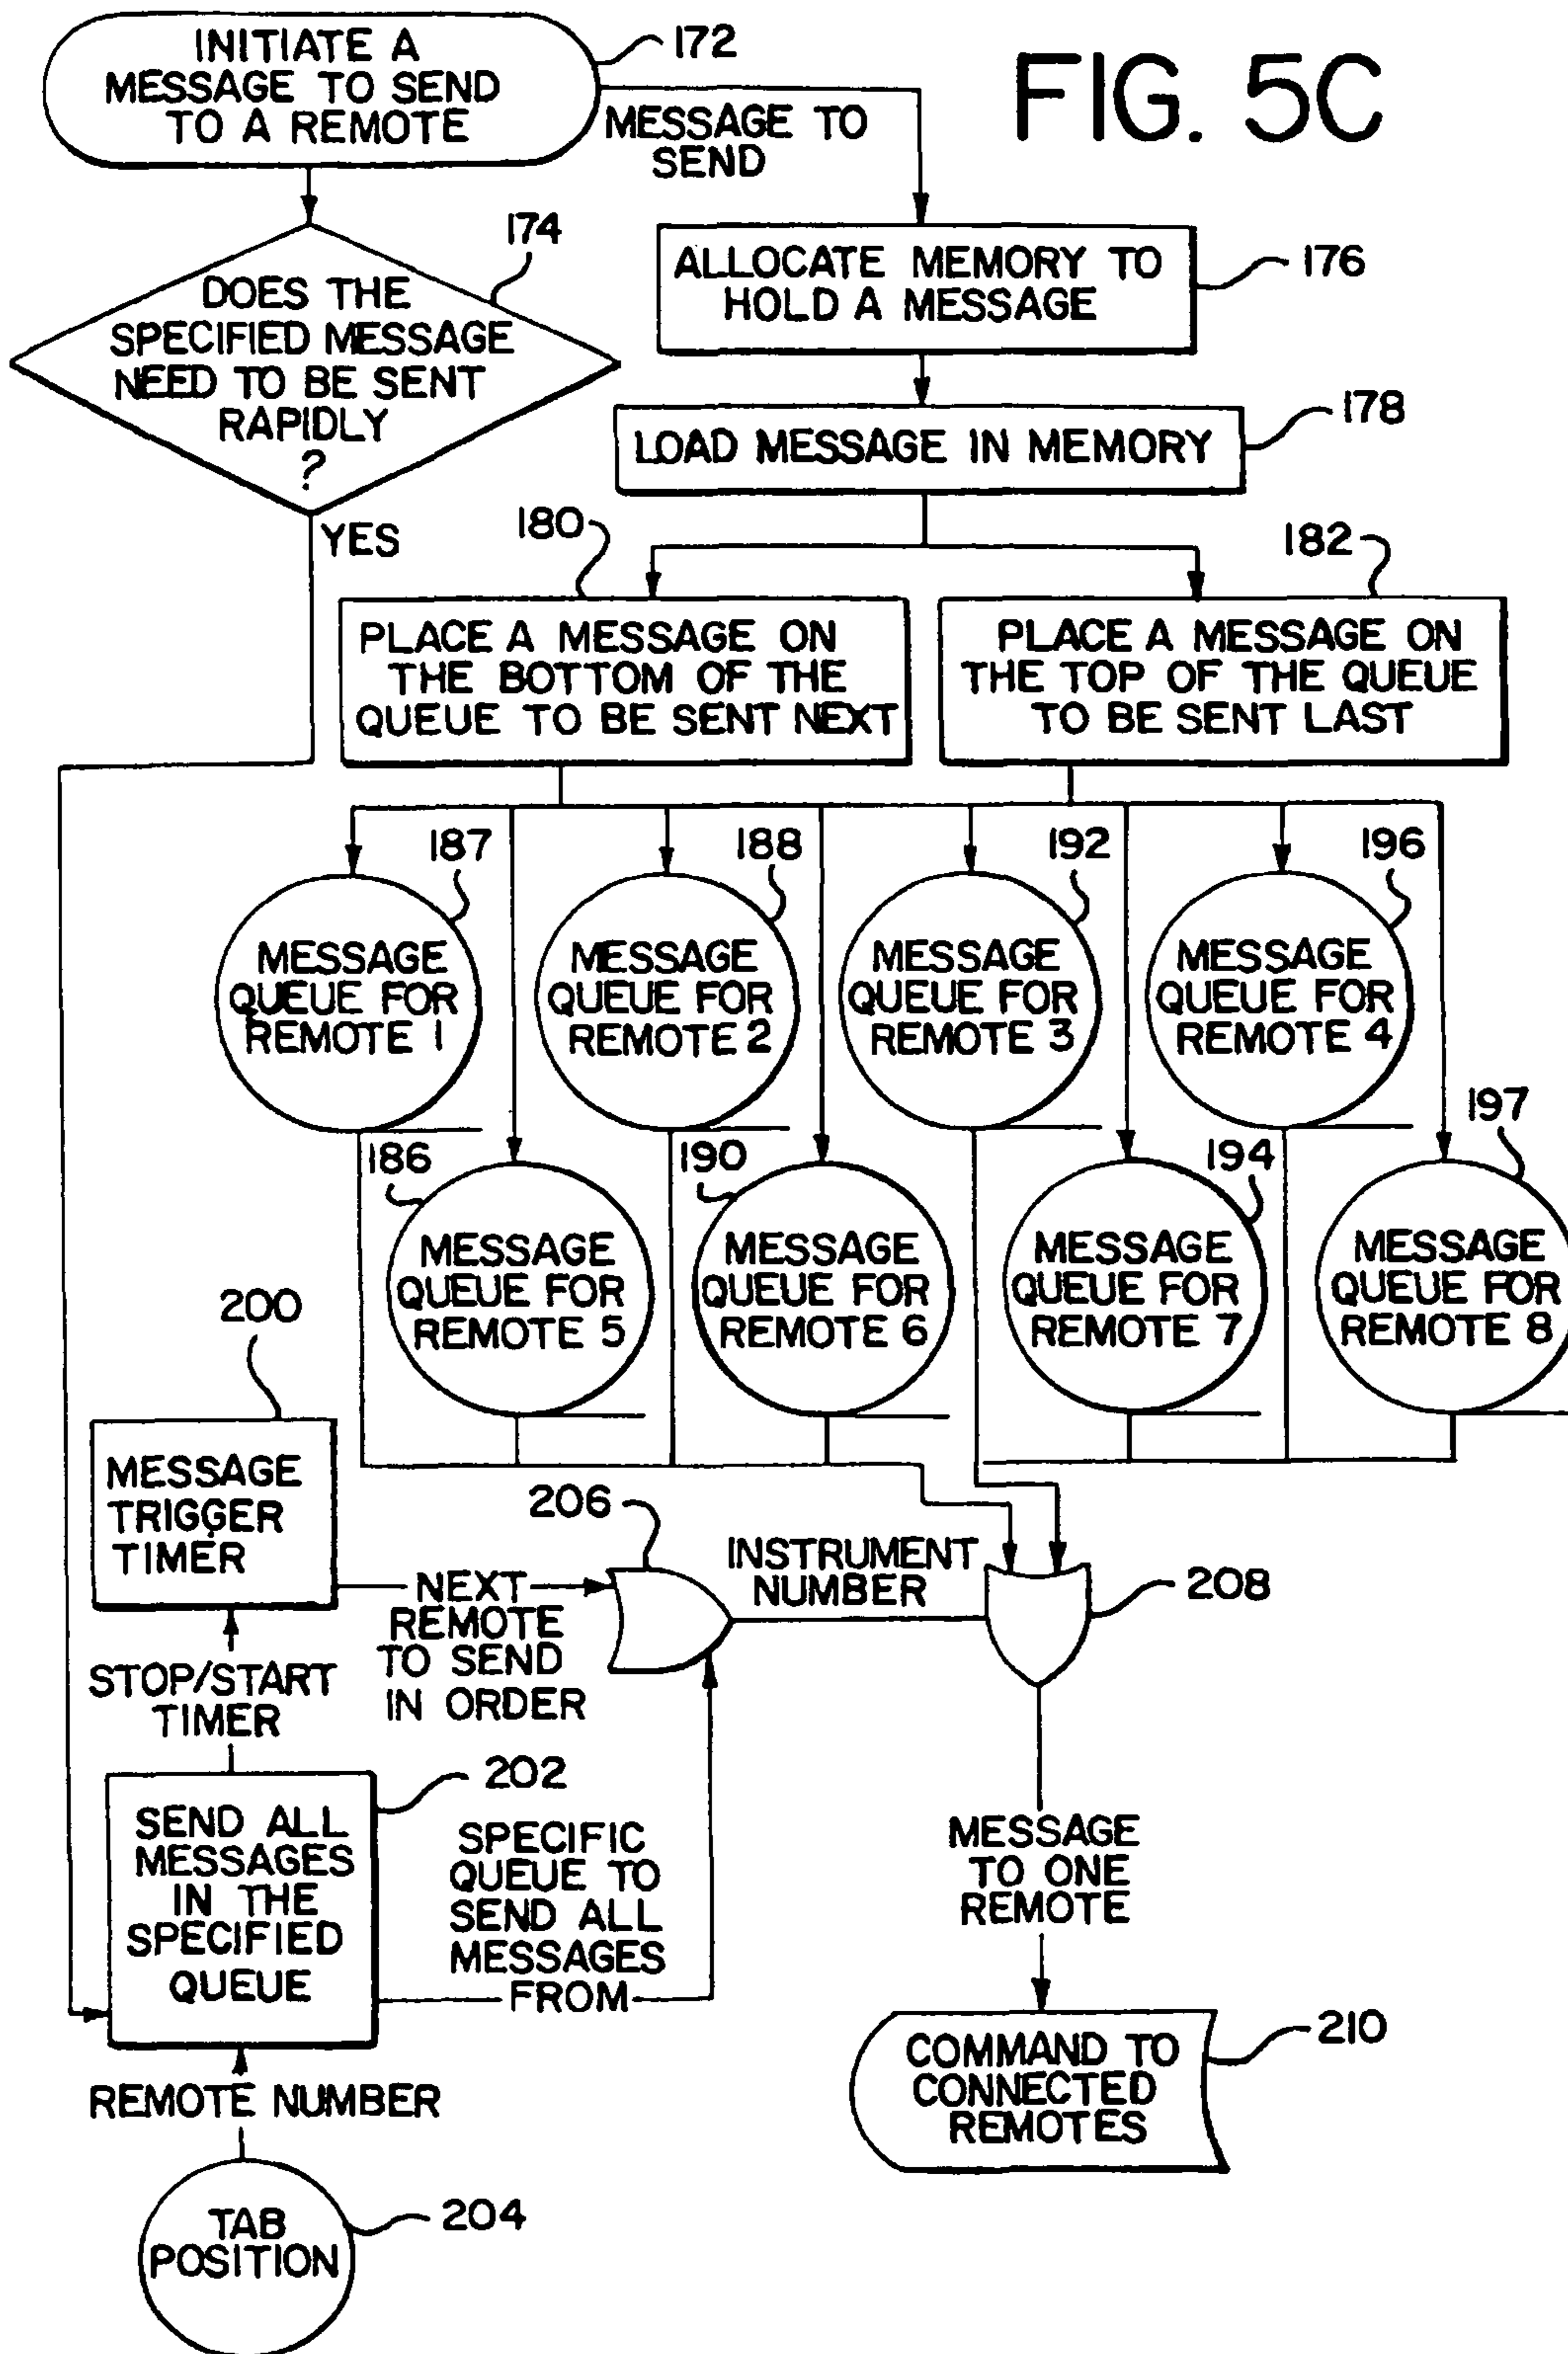 FIG. 5C
INITIATE A
MESSAGE TO SEND
TO A REMOTE
172
MESSAGE TO
SEND
174
DOES THE
SPECIFIED MESSAGE
NEED TO BE SENT
RAPIDLY
?
YES
ALLOCATE MEMORY TO
HOLD A MESSAGE
176
LOAD MESSAGE IN MEMORY
178
180
PLACE A MESSAGE ON
THE BOTTOM OF THE
QUEUE TO BE SENT NEXT
182
PLACE A MESSAGE ON
THE TOP OF THE QUEUE
TO BE SENT LAST
187
MESSAGE
QUEUE FOR
REMOTE 1
188
MESSAGE
QUEUE FOR
REMOTE 2
192
MESSAGE
QUEUE FOR
REMOTE 3
196
MESSAGE
QUEUE FOR
REMOTE 4
186
MESSAGE
QUEUE FOR
REMOTE 5
190
MESSAGE
QUEUE FOR
REMOTE 6
194
MESSAGE
QUEUE FOR
REMOTE 7
197
MESSAGE
QUEUE FOR
REMOTE 8
200
MESSAGE
TRIGGER
TIMER
NEXT
REMOTE
TO SEND
IN ORDER
206
INSTRUMENT
NUMBER
208
STOP/START
TIMER
202
SEND ALL
MESSAGES
IN THE
SPECIFIED
QUEUE
SPECIFIC
QUEUE TO
SEND ALL
MESSAGES
FROM
MESSAGE
TO ONE
REMOTE
REMOTE NUMBER
COMMAND TO
CONNECTED
REMOTES
210
TAB
POSITION
204